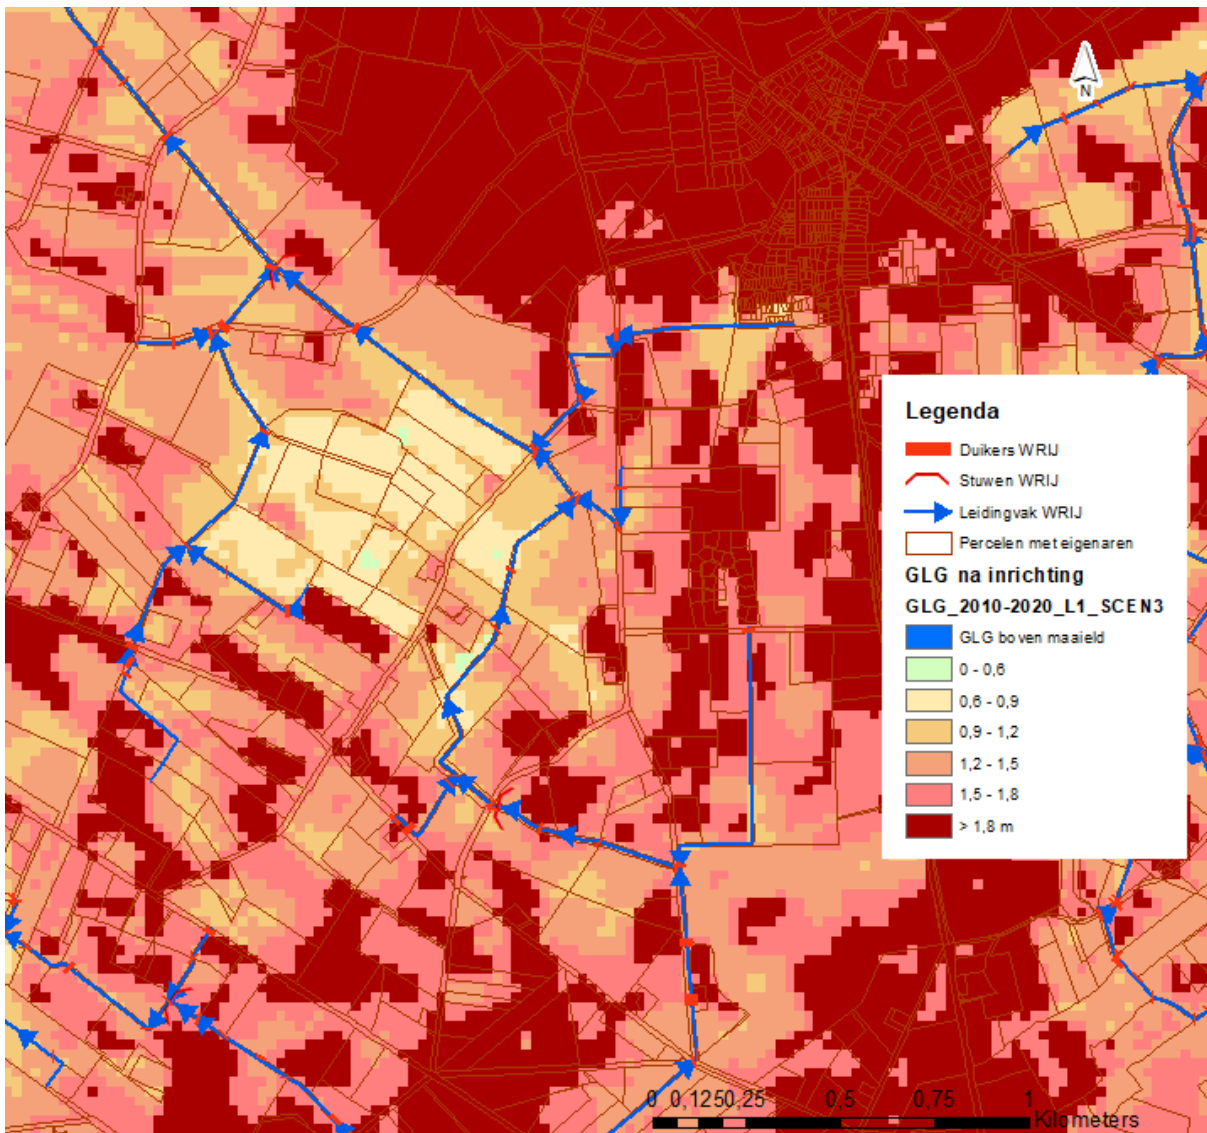 N
Legenda
Duikers WRIJ
Stuwen WRIJ
Leidingvak WRIJ
Percelen met eigenaren
GLG na inrichting
GLG_2010-2020_L1_SCEN3
GLG boven maaield
0 - 0,6
0,6 - 0,9
0,9 - 1,2
1,2 - 1,5
1,5 - 1,8
> 1,8 m
0 0,1250,25 0,5 0,75 1
Kilometers